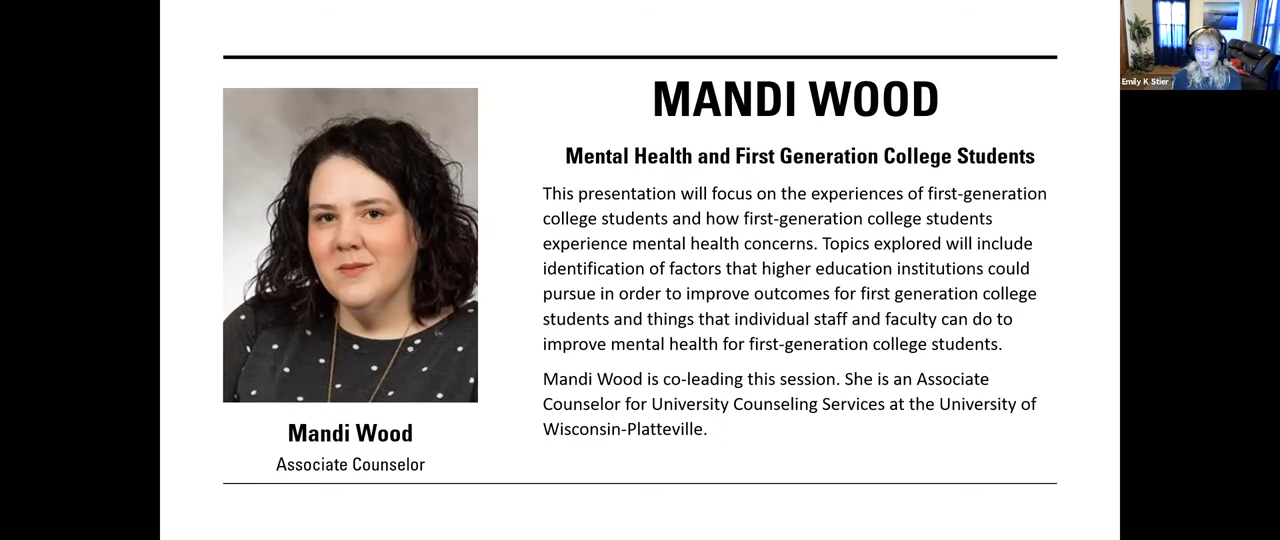 MANDI WOOD
Mental Health and First Generation College Students
This presentation will focus on the experiences of first-generation
college students and how first-generation college students
experience mental health concerns. Topics explored will include
identification of factors that higher education institutions could
pursue in order to improve outcomes for first generation college
students and things that individual staff and faculty can do to
improve mental health for first-generation college students.
Mandi Wood is co-leading this session. She is an Associate
Counselor for University Counseling Services at the University of
Wisconsin-Platteville.
Mandi Wood
Associate Counselor
Emily K Stier